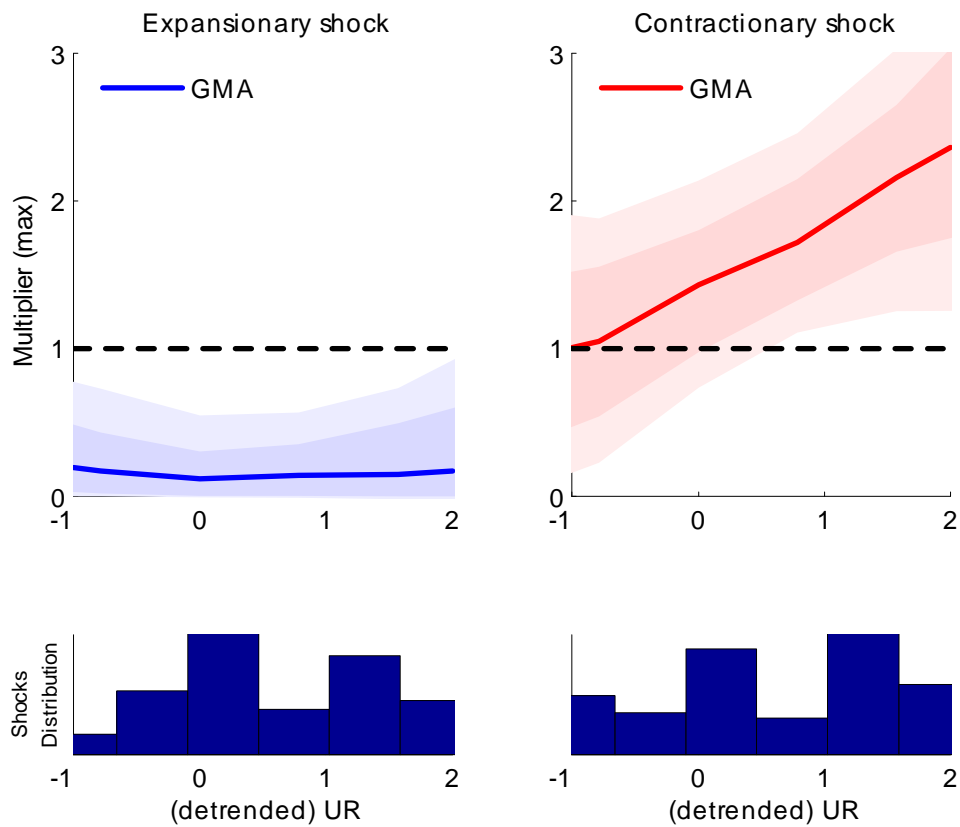 Expansionary shock
Contractionary shock
Multiplier (max)
3
2
1
0
GMA
-1
0
1
2
3
2
1
0
GMA
-1
0
1
2
Shocks
Distribution
-1
0
1
2
(detrended) UR
-1
0
1
2
(detrended) UR